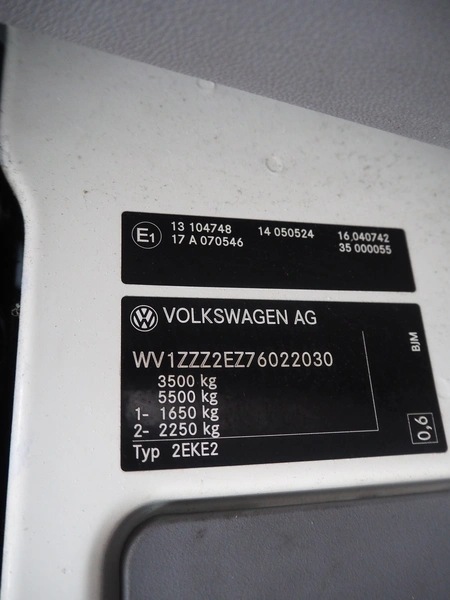 E1 13 104748 14 050524 16 040742
17 A 070546 35 000055
VOLKSWAGEN AG
WV1ZZZ2EZ76022030
3500 kg
5500 kg
1- 1650 kg
2- 2250 kg
Typ 2EKE2
BJM
0,6